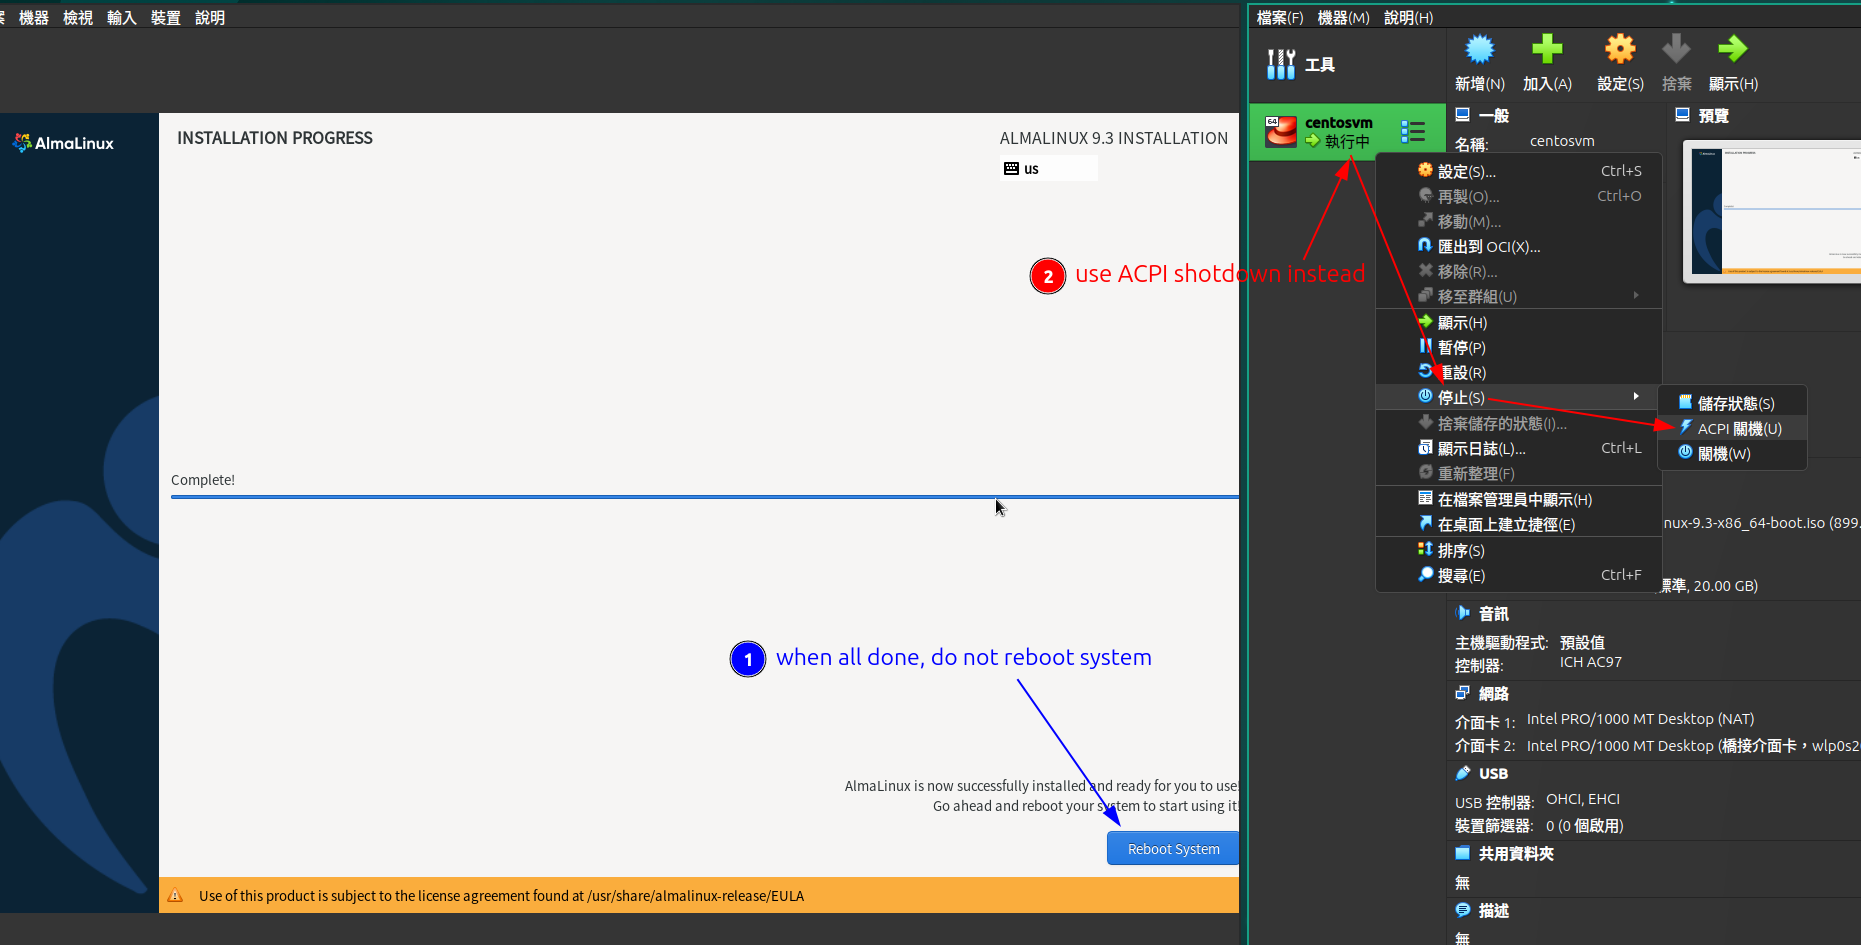 案 機器 檢視 輸入 裝置 說明
AlmaLinux
INSTALLATION PROGRESS
ALMALINUX 9.3 INSTALLATION
us
2 use ACPI shotdown instead
Complete!
1 when all done, do not reboot system
AlmaLinux is now successfully installed and ready for you to use!
Go ahead and reboot your system to start using it!
Reboot System
Use of this product is subject to the license agreement found at /usr/share/almalinux-release/EULA
檔案(F) 機器(M) 說明(H)
工具
新增(N) 加入(A) 設定(S) 捨棄 顯示(H)
64 centosvm
執行中
一般
名稱: centosvm
預覽
設定(S)... Ctrl+S
再製(O)... Ctrl+O
移動(M)...
匯出到 OCI(X)...
移除(R)...
移至群組(U)
顯示(H)
暫停(P)
重設(R)
停止(S)
捨棄儲存的狀態(I)...
顯示日誌(L)... Ctrl+L
重新整理(F)
在檔案管理員中顯示(H)
在桌面上建立捷徑(E)
排序(S)
搜尋(E) Ctrl+F
儲存狀態(S)
ACPI 關機(U)
關機(W)
nux-9.3-x86_64-boot.iso (899.
標準, 20.00 GB)
音訊
主機驅動程式: 預設值
控制器: ICH AC97
網路
介面卡 1: Intel PRO/1000 MT Desktop (NAT)
介面卡 2: Intel PRO/1000 MT Desktop (橋接介面卡,wlp0s2
USB
USB 控制器: OHCI, EHCI
裝置篩選器: 0 (0 個啟用)
共用資料夾
無
描述
無